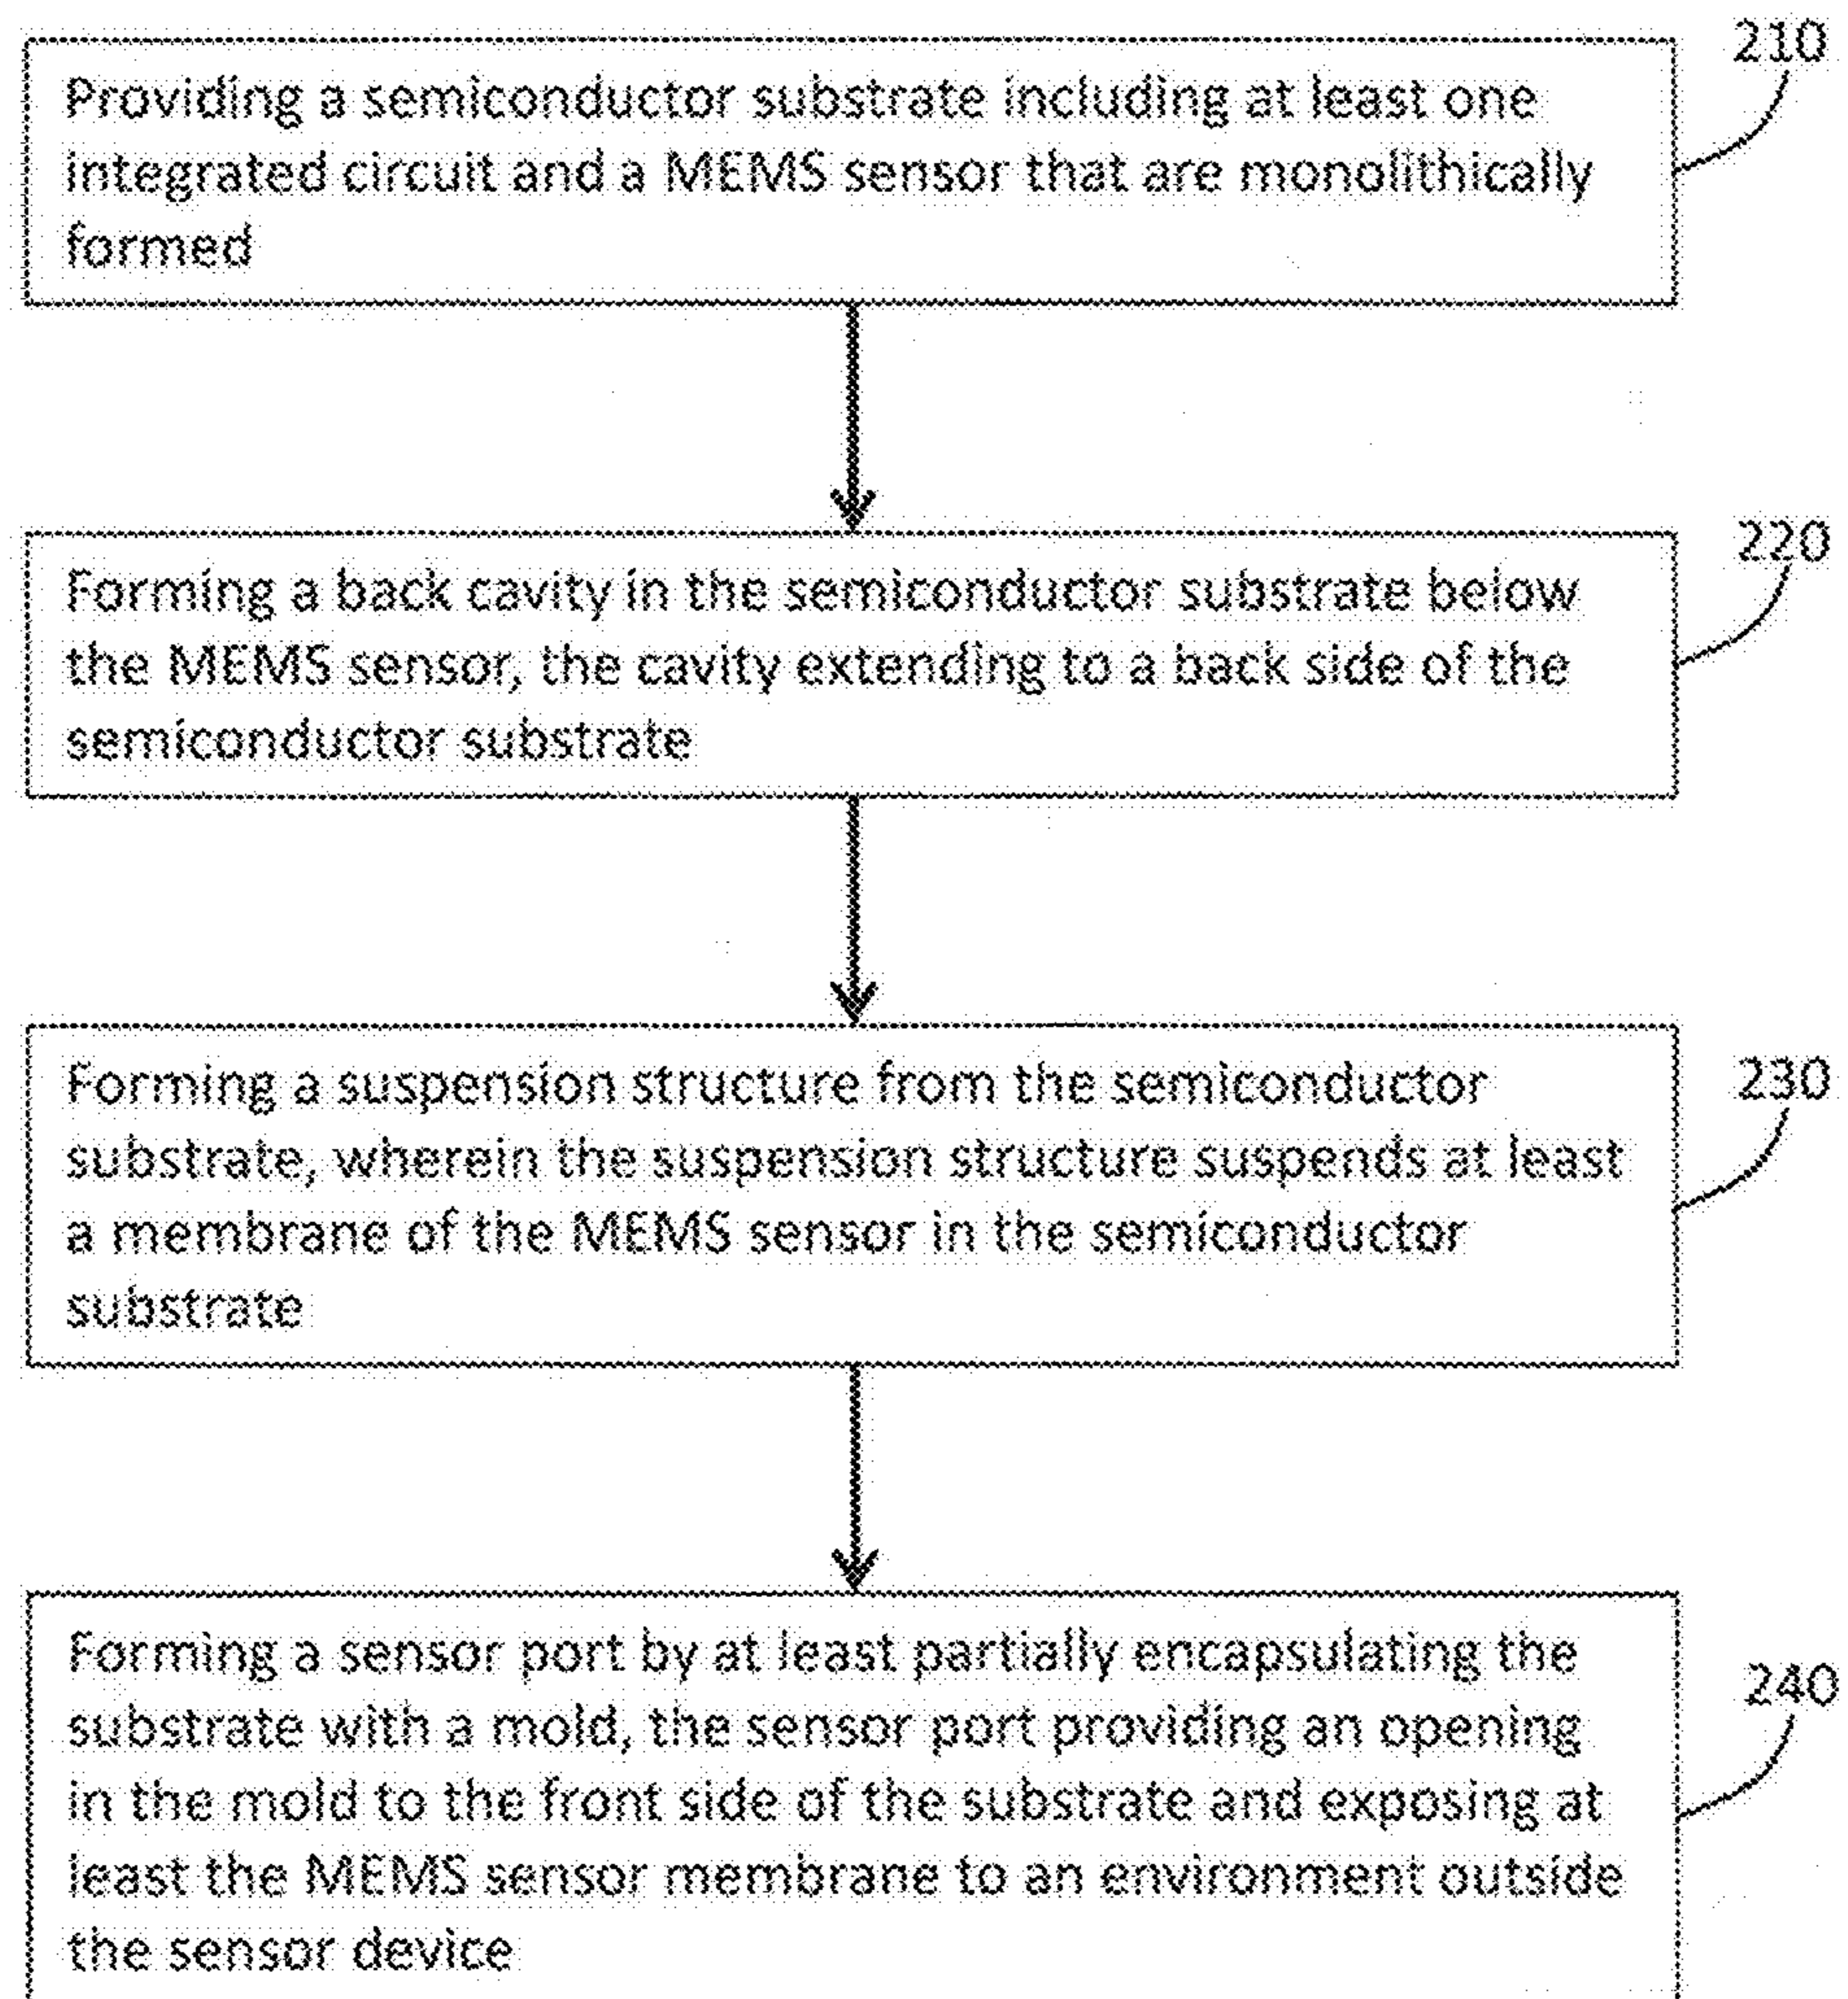 210
Providing a semiconductor substrate including at least one
integrated circuit and a MEMS sensor that are monolithically
formed
220
Forming a back cavity in the semiconductor substrate below
the MEMS sensor, the cavity extending to a back side of the
semiconductor substrate
230
Forming a suspension structure from the semiconductor
substrate, wherein the suspension structure suspends at least
a membrane of the MEMS sensor in the semiconductor
substrate
240
Forming a sensor port by at least partially encapsulating the
substrate with a mold, the sensor port providing an opening
in the mold to the front side of the substrate and exposing at
least the MEMS sensor membrane to an environment outside
the sensor device